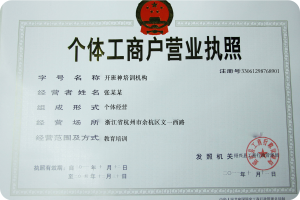 个体工商户营业执照
注册号
字 号 名 称 开班神培训机构
经 营 者 姓 名 张某某
组 成 形 式 个体经营
经 营 场 所 浙江省杭州市余杭区文一西路
经营范围及方式 教育培训
发 照 机 关